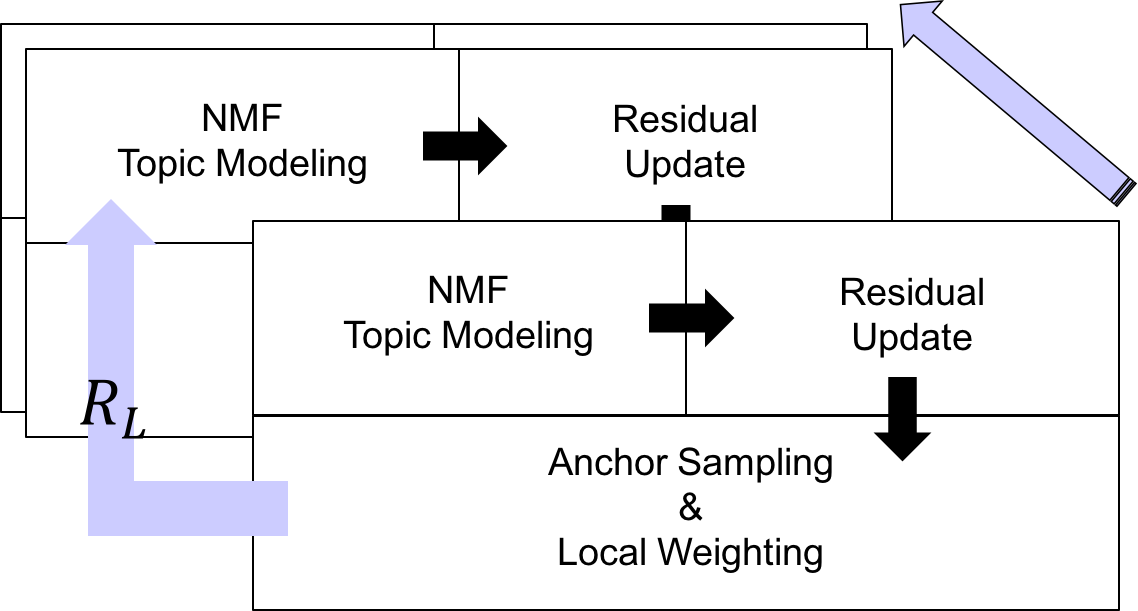 NMF
Topic Modeling
Residual
Update
NMF
Topic Modeling
Residual
Update
R_L
Anchor Sampling
&
Local Weighting